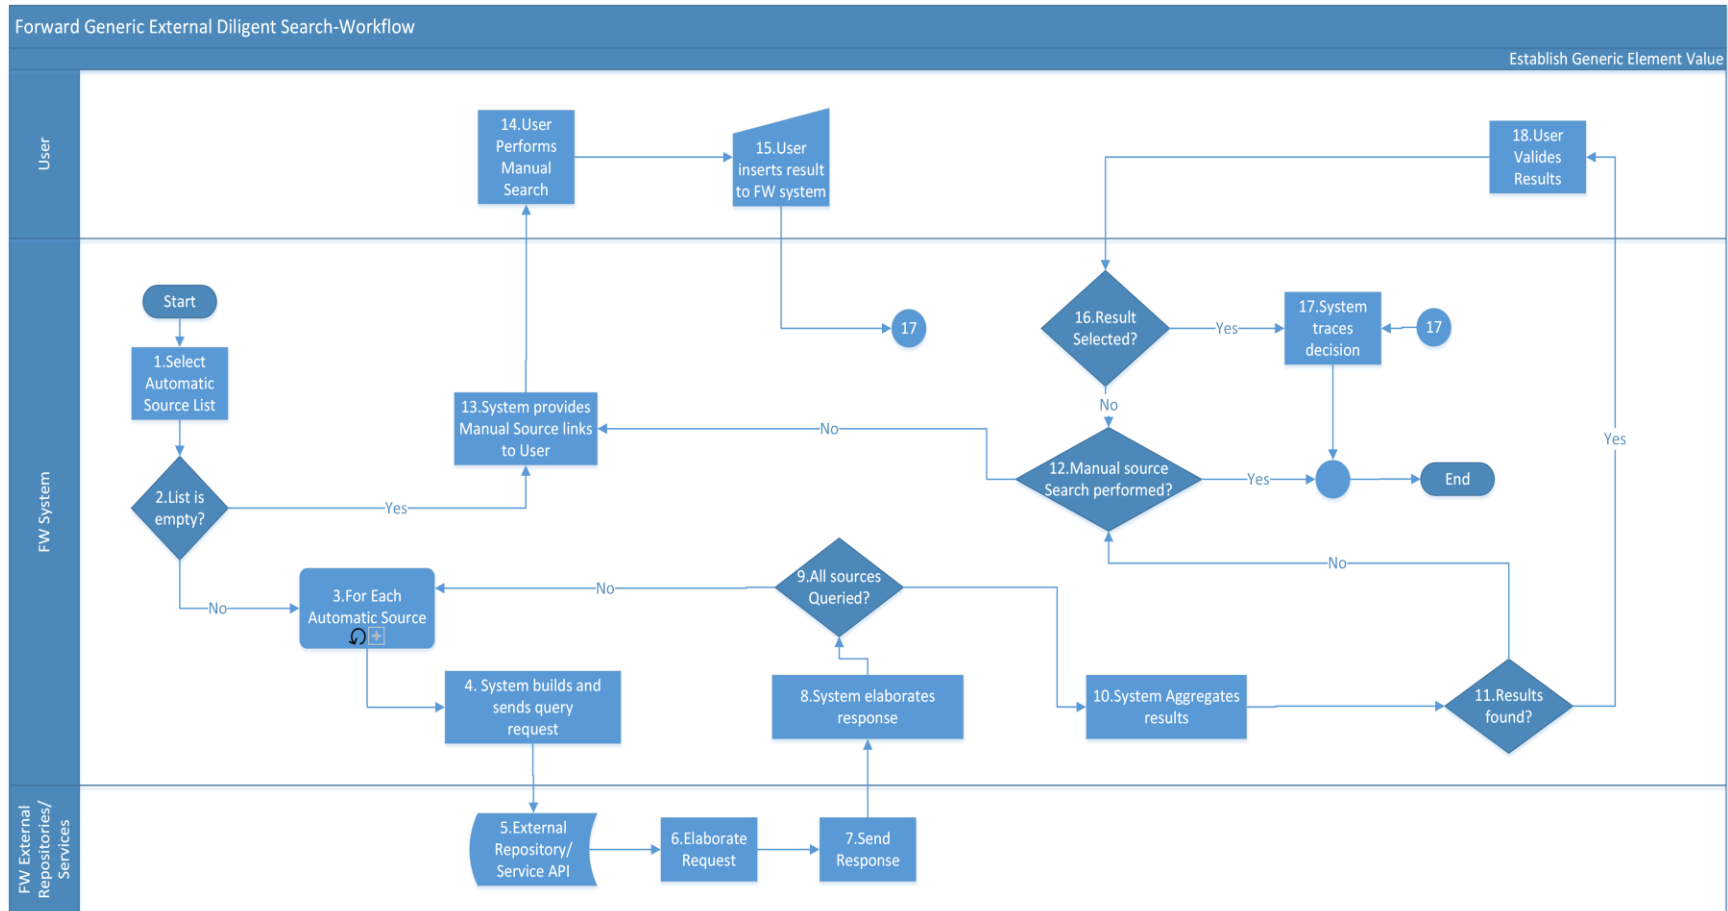 Forward Generic External Diligent Search-Workflow
Establish Generic Element Value
User
14.User
Performs
Manual
Search
15.User
inserts result
to FW system
18.User
Valides
Results
FW System
Start
1.Select
Automatic
Source List
2.List is
empty?
Yes
No
13.System provides
Manual Source links
to User
17
16.Result
Selected?
Yes
No
17.System
traces
decision
17
12.Manual source
Search performed?
No
Yes
End
Yes
3.For Each
Automatic Source
No
9.All sources
Queried?
No
4. System builds and
sends query
request
8.System elaborates
response
10.System Aggregates
results
11.Results
found?
FW External
Repositories/
Services
5.External
Repository/
Service API
6.Elaborate
Request
7.Send
Response